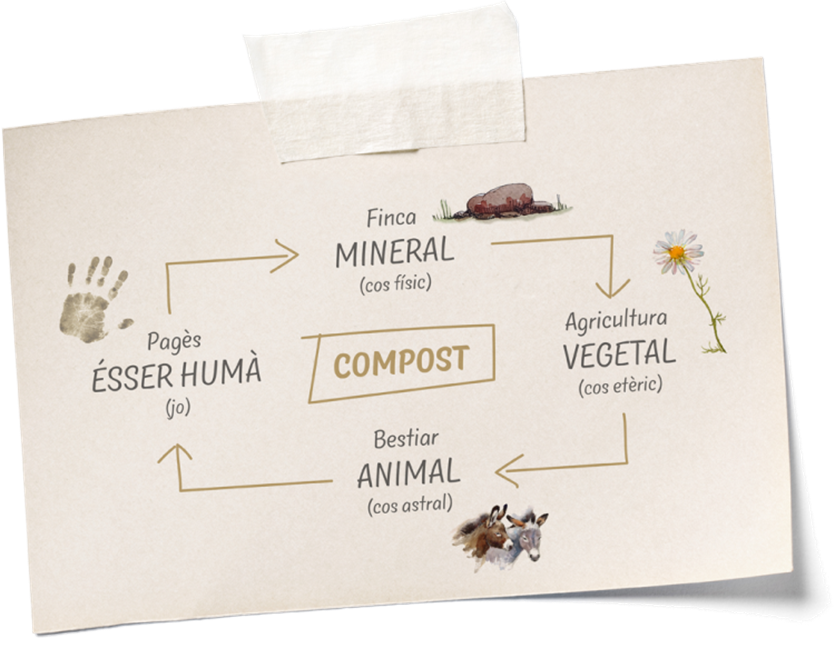 Finca
MINERAL
(cos físic)
Agricultura
VEGETAL
(cos etèric)
Pagès
ÉSSER HUMÀ
(jo)
COMPOST
Bestiar
ANIMAL
(cos astral)